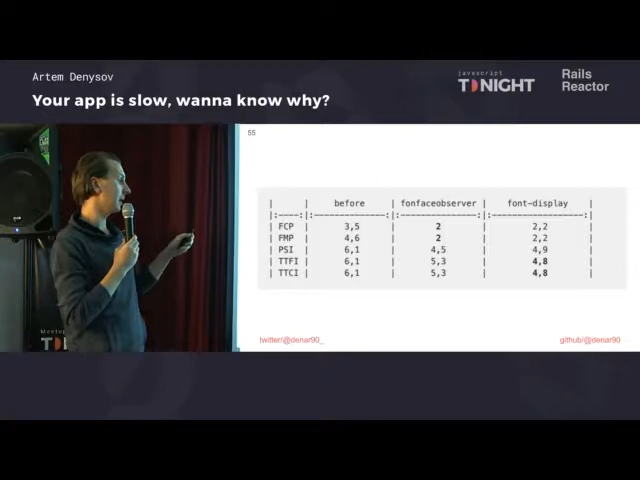 Artem Denysov
Your app is slow, wanna know why?
javascript
TONIGHT
Rails
Reactor
55
| | before | fonfaceobserver | font-display |
|:----:|:--------------:|:---------------:|:------------------:|
| FCP | 3,5 | 2 | 2,2 |
| FMP | 4,6 | 2 | 2,2 |
| PSI | 6,1 | 4,5 | 4,9 |
| TTFI | 6,1 | 5,3 | 4,8 |
| TTCI | 6,1 | 5,3 | 4,8 |
twitter/@denar90_
github/@denar90
Meetup